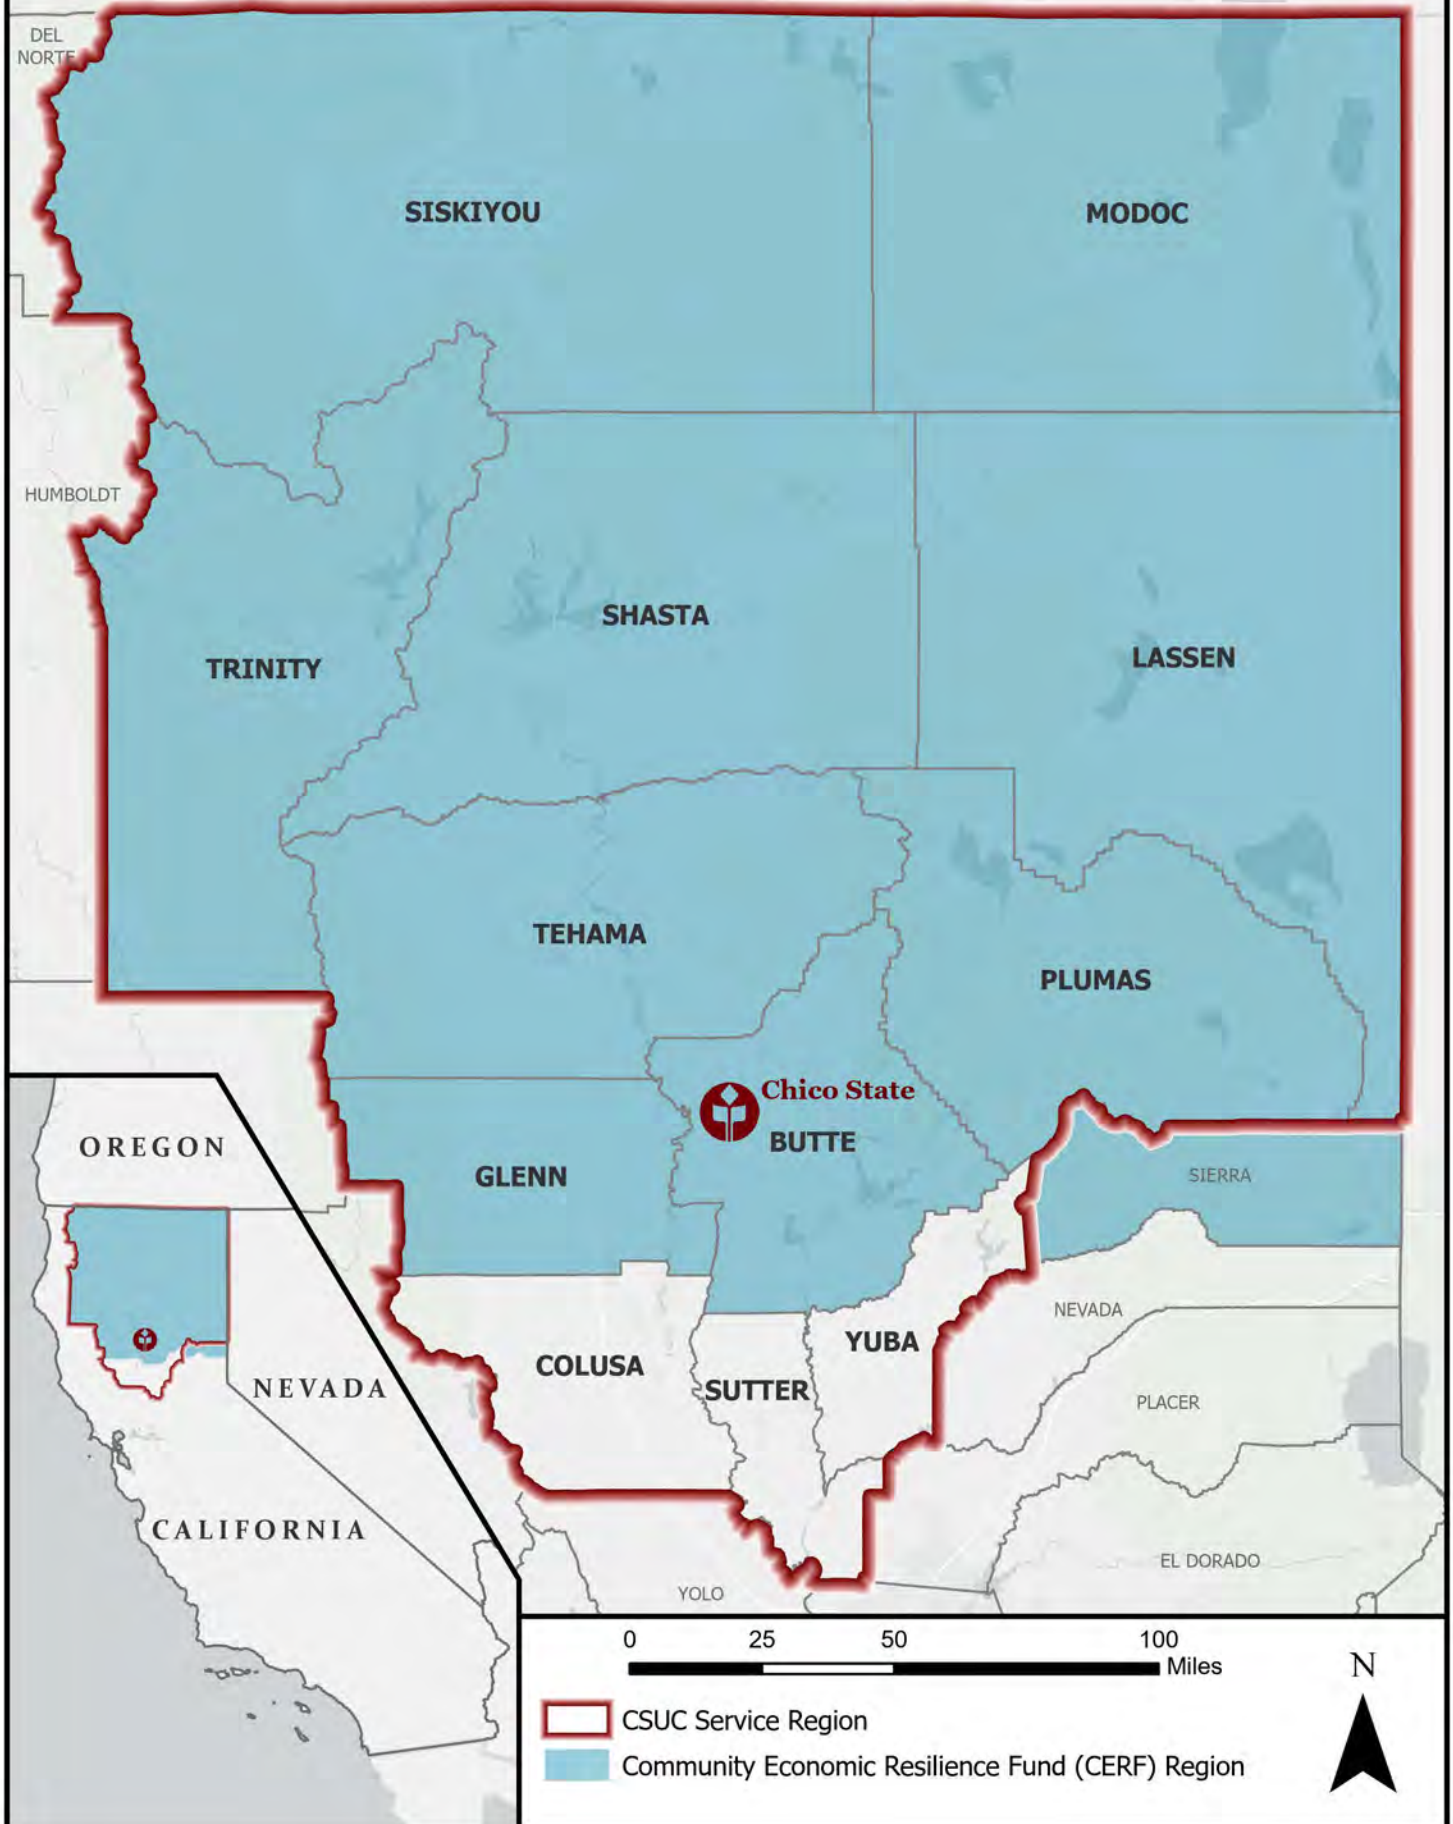 DEL
NORTE
SISKIYOU
MODOC
HUMBOLDT
SHASTA
LASSEN
TRINITY
TEHAMA
PLUMAS
Chico State
BUTTE
GLENN
SIERRA
OREGON
NEVADA
YUBA
COLUSA
SUTTER
NEVADA
PLACER
CALIFORNIA
EL DORADO
YOLO
0 25 50 100
Miles
N
CSUC Service Region
Community Economic Resilience Fund (CERF) Region